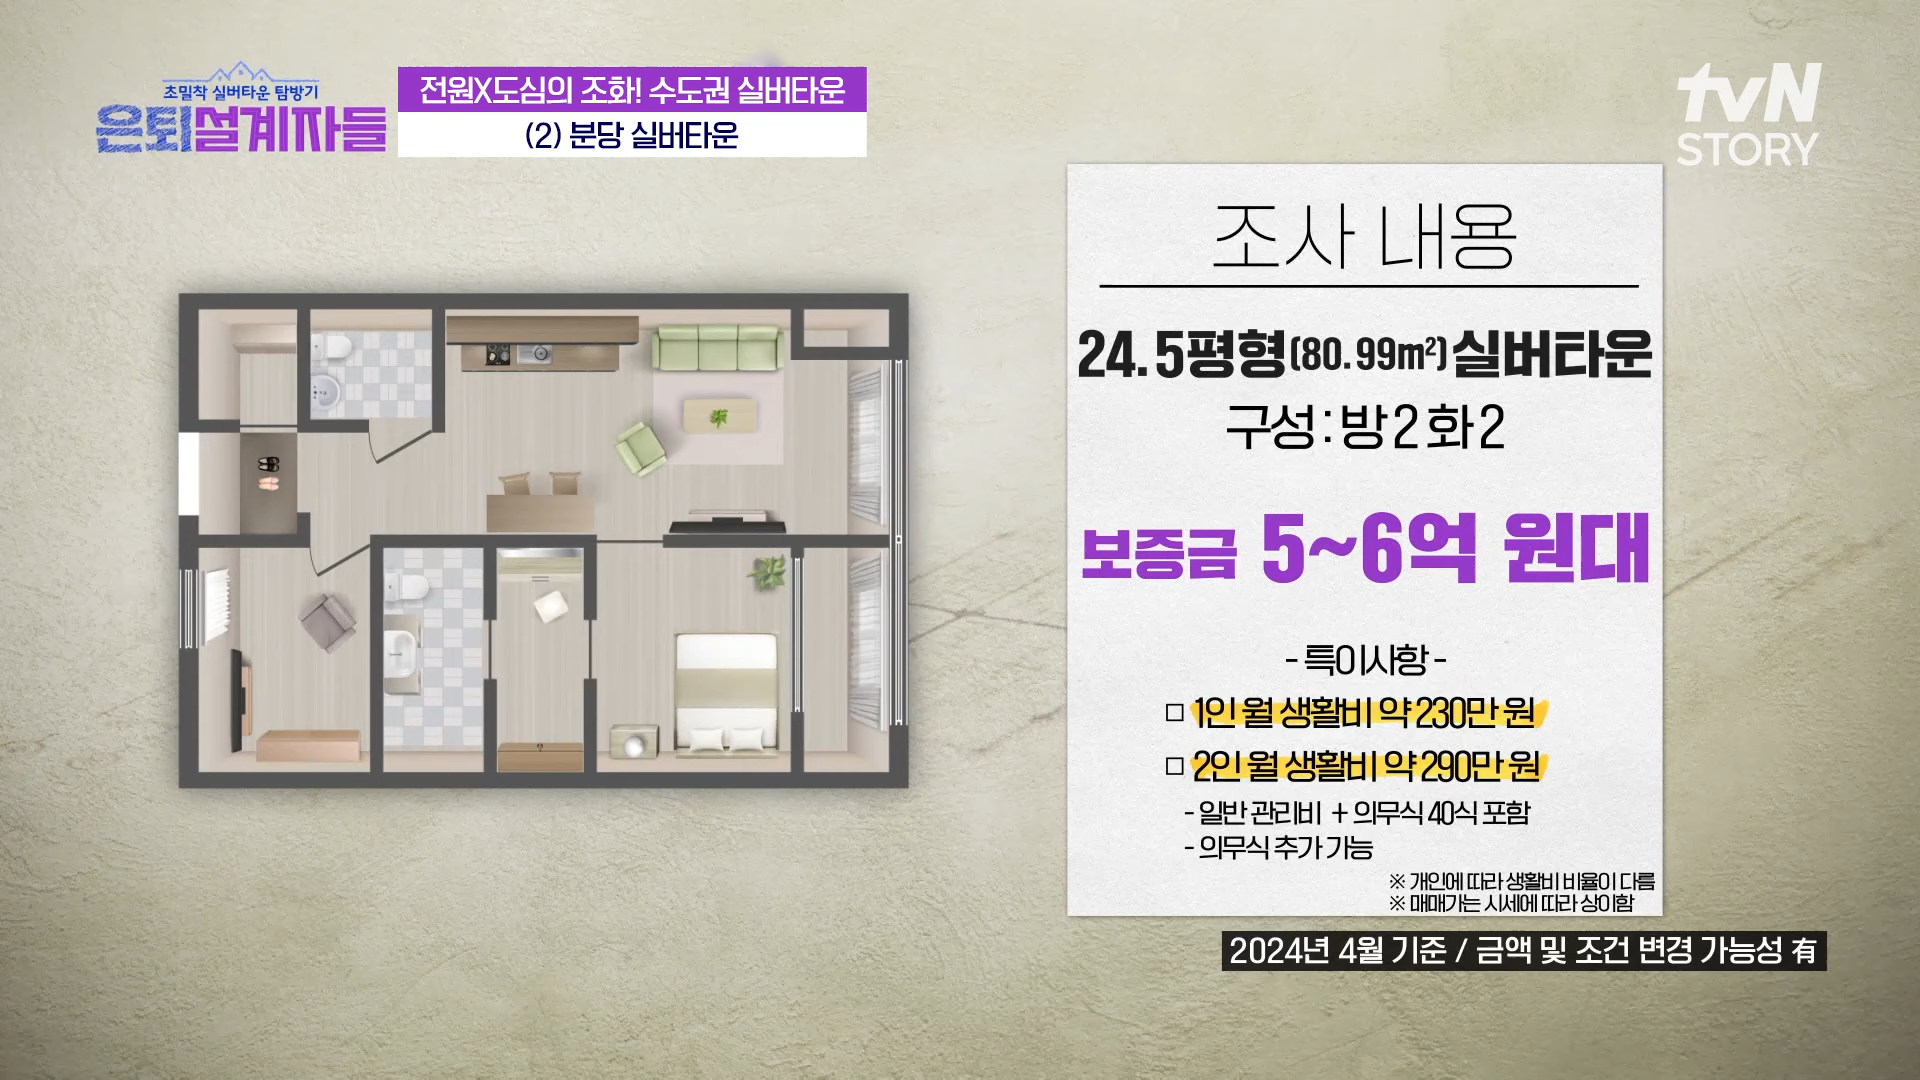 초밀착 실버타운 탐방기
은퇴설계자들
전원X도심의 조화! 수도권 실버타운
(2) 분당 실버타운
tvN
STORY
조사 내용
24.5평형(80.99m²)실버타운
구성 : 방2 화2
보증금 5~6억 원대
- 특이사항 -
□ 1인 월 생활비 약 230만 원
□ 2인 월 생활비 약 290만 원
- 일반 관리비 + 의무식 40식 포함
- 의무식 추가 가능
※ 개인에 따라 생활비 비율이 다름
※ 매매가는 시세에 따라 상이함
2024년 4월 기준 / 금액 및 조건 변경 가능성 有